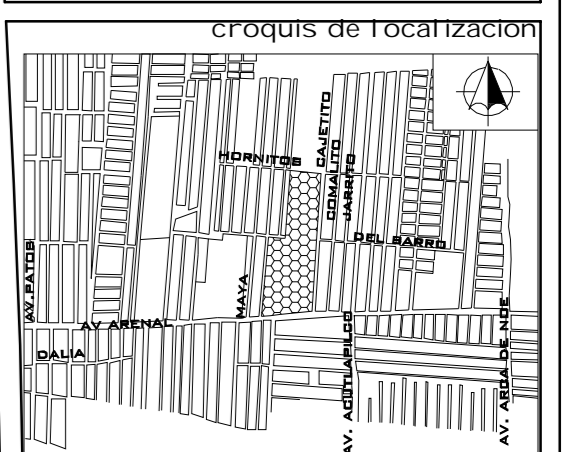 croquis de localizacion
HORNITOS
CAJETITO
COMALITO
JARRITO
DEL BARRO
AV.PATOS
MAYA
AV ARENAL
DALIA
AV. ACUTLAPILCO
AV. ARCA DE NOE